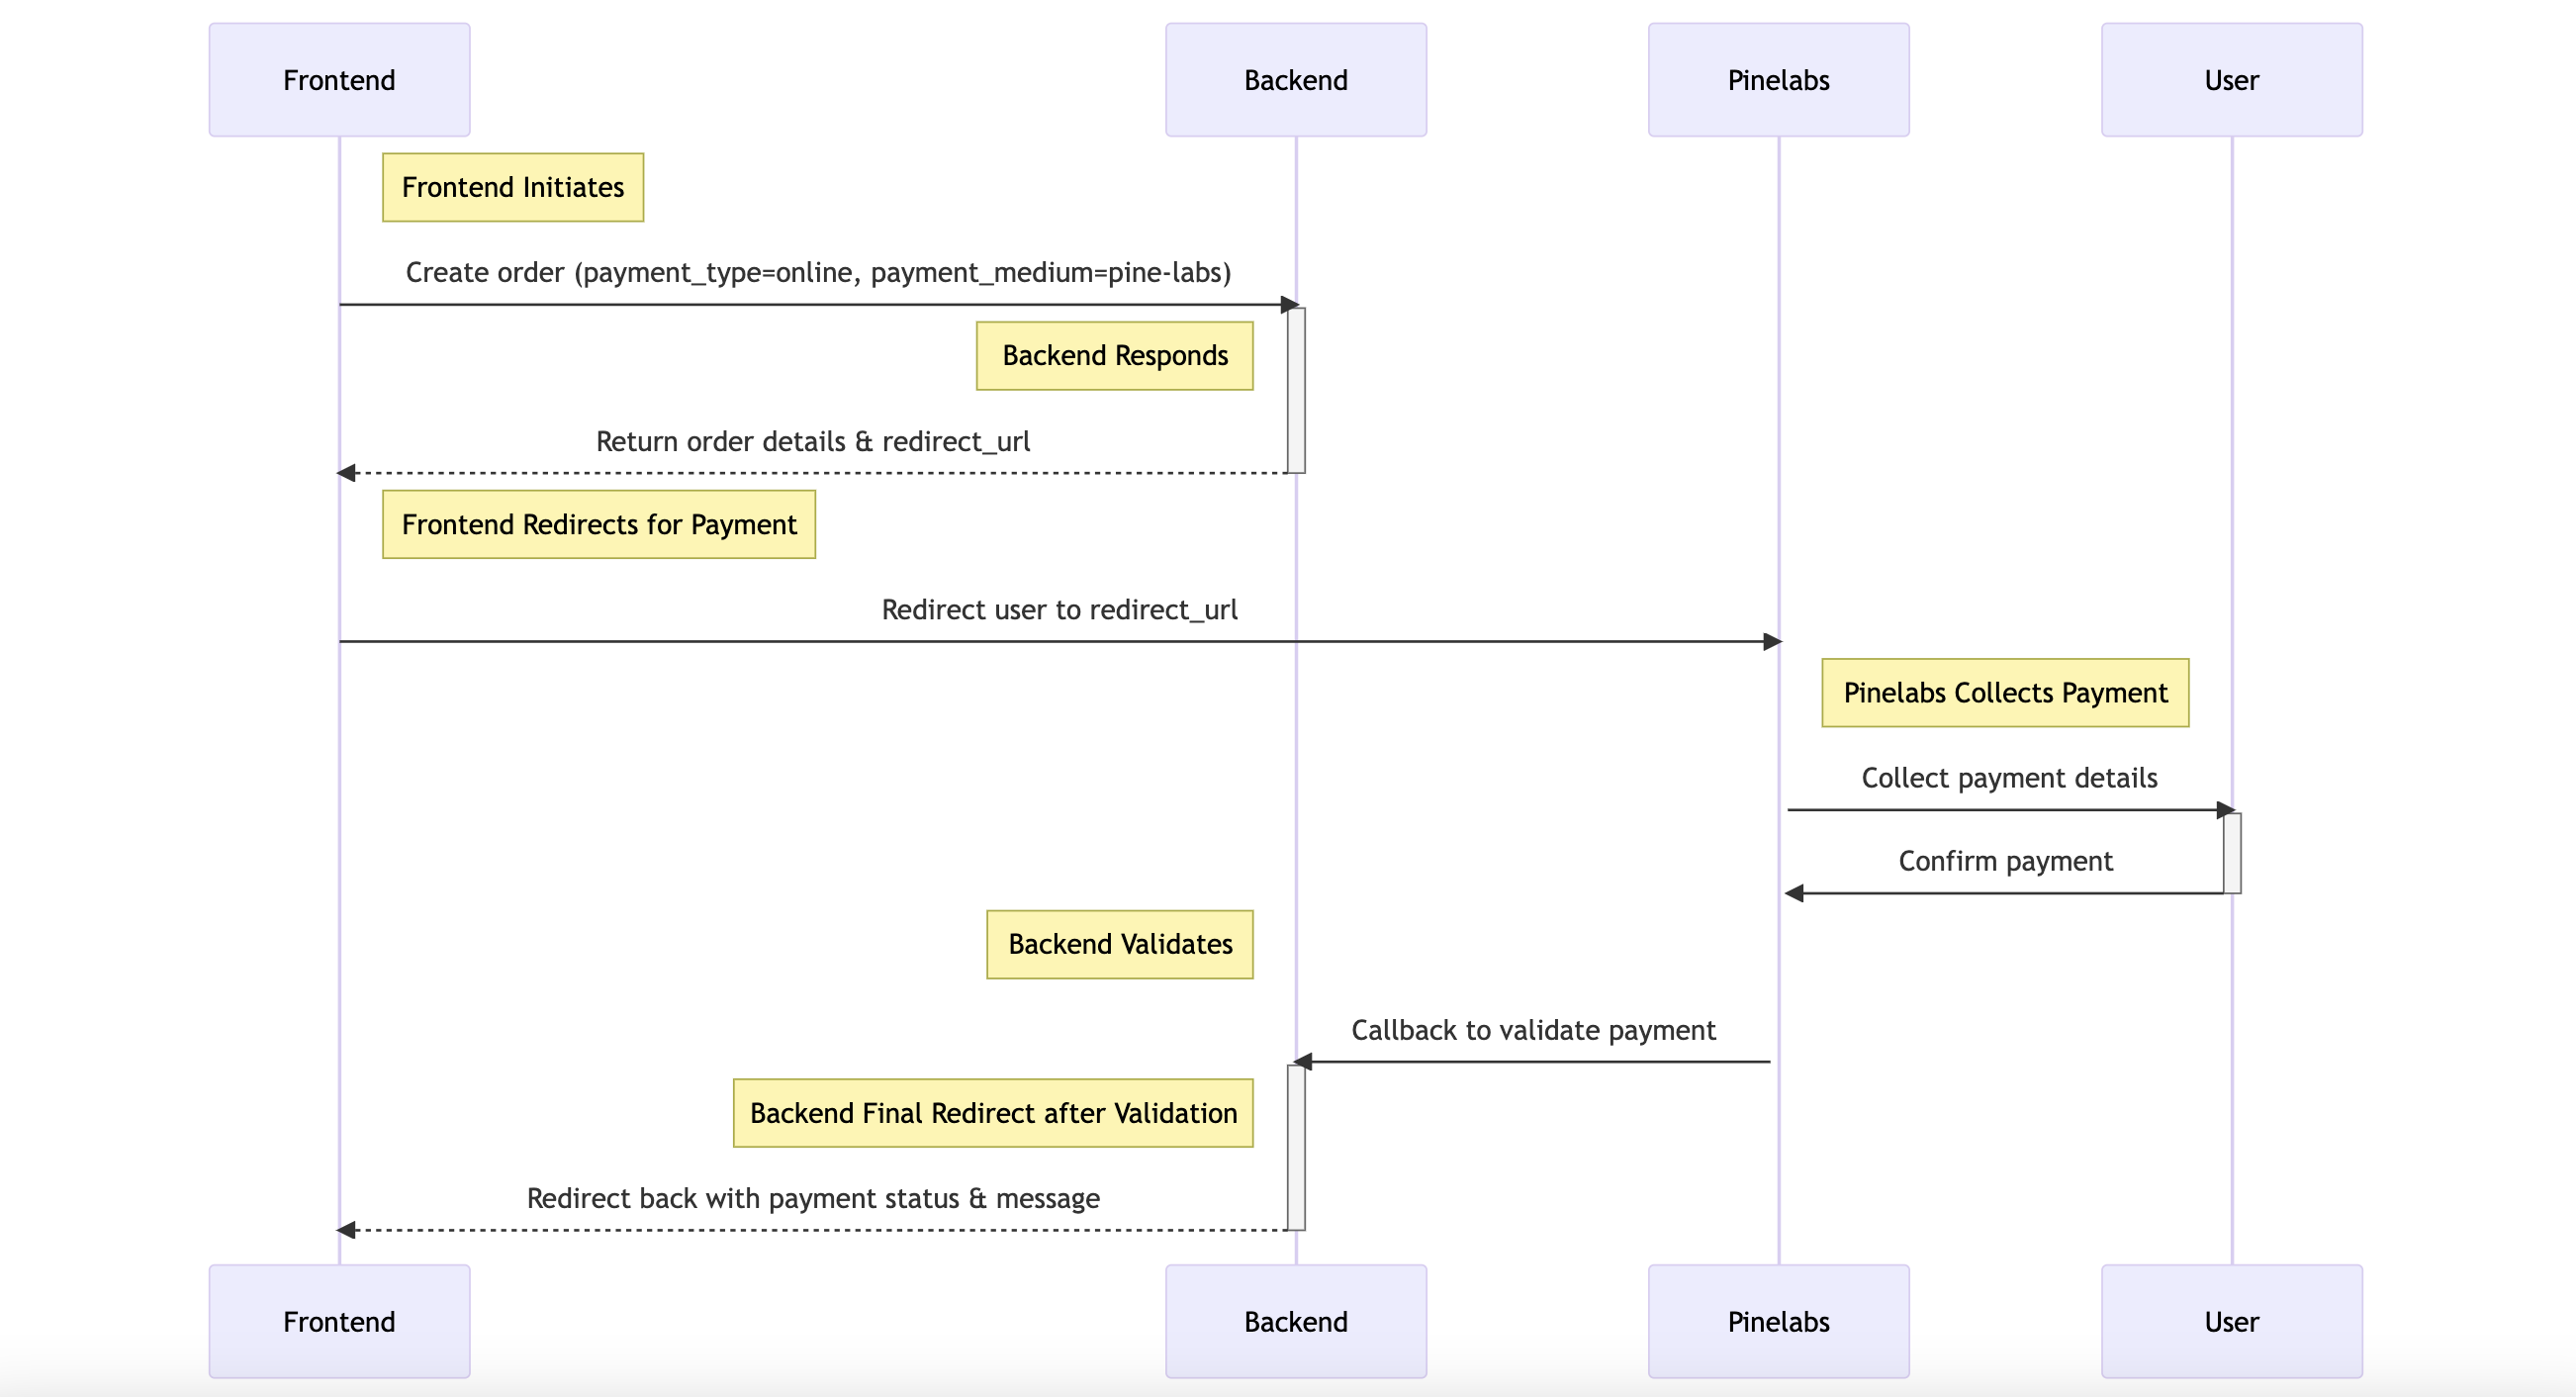 Frontend
Backend
Pinelabs
User
Frontend Initiates
Create order (payment_type=online, payment_medium=pine-labs)
Backend Responds
Return order details & redirect_url
Frontend Redirects for Payment
Redirect user to redirect_url
Pinelabs Collects Payment
Collect payment details
Confirm payment
Backend Validates
Callback to validate payment
Backend Final Redirect after Validation
Redirect back with payment status & message
Frontend
Backend
Pinelabs
User